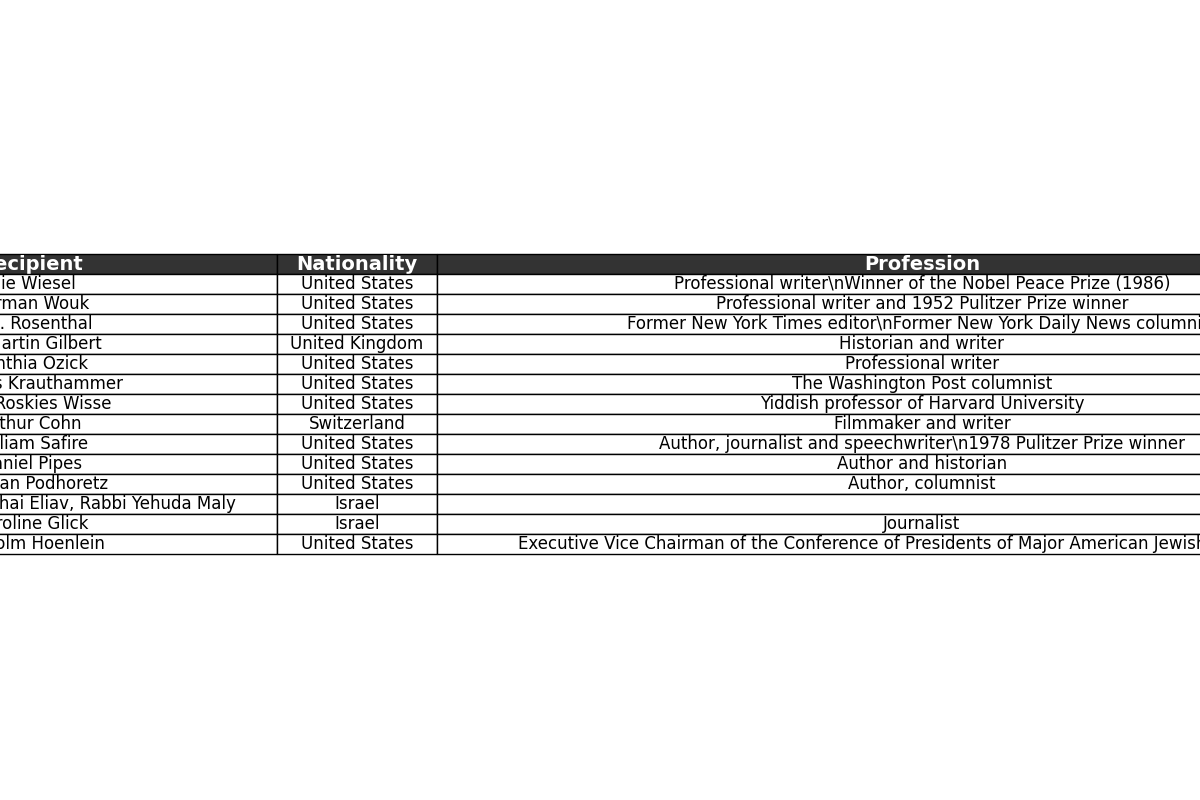 ecipient Nationality Profession
ie Wiesel United States Professional writer\nWinner of the Nobel Peace Prize (1986)
rman Wouk United States Professional writer and 1952 Pulitzer Prize winner
. Rosenthal United States Former New York Times editor\nFormer New York Daily News columni
artin Gilbert United Kingdom Historian and writer
nthia Ozick United States Professional writer
s Krauthammer United States The Washington Post columnist
Roskies Wisse United States Yiddish professor of Harvard University
thur Cohn Switzerland Filmmaker and writer
liam Safire United States Author, journalist and speechwriter\n1978 Pulitzer Prize winner
niel Pipes United States Author and historian
an Podhoretz United States Author, columnist
hai Eliav, Rabbi Yehuda Maly Israel
roline Glick Israel Journalist
olm Hoenlein United States Executive Vice Chairman of the Conference of Presidents of Major American Jewish